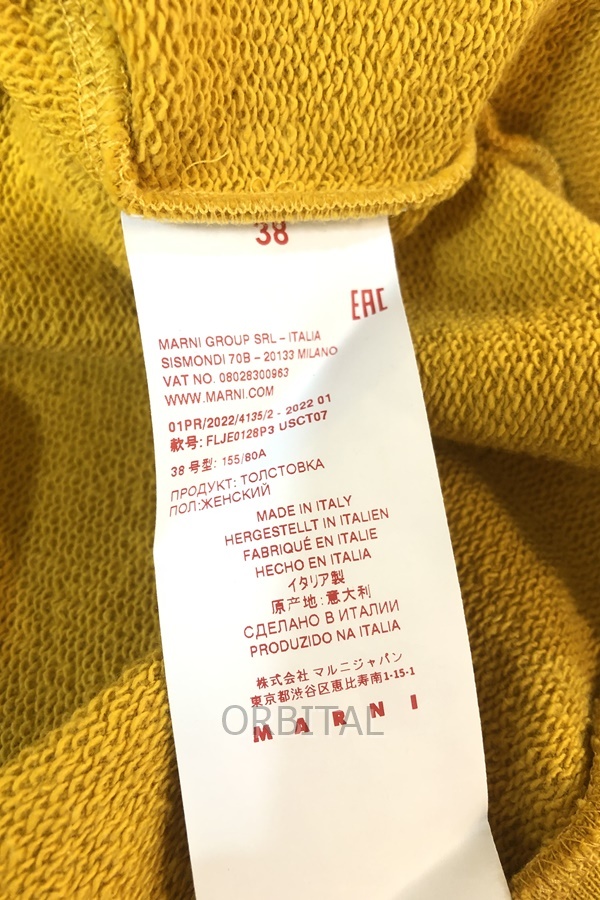 38
EAC
MARNI GROUP SRL – ITALIA
SISMONDI 70B – 20133 MILANO
VAT NO. 08028300963
WWW.MARNI.COM
01PR/2022/4135/2 - 2022 01
款号: FLJE0128P3 USCT07
38 号型: 155/80A
ПРОДУКТ: ТОЛСТОВКА
ПОЛ:ЖЕНСКИЙ
MADE IN ITALY
HERGESTELLT IN ITALIEN
FABRIQUÉ EN ITALIE
HECHO EN ITALIA
イタリア製
原产地:意大利
СДЕЛАНО В ИТАЛИИ
PRODUZIDO NA ITALIA
株式会社 マルニジャパン
東京都渋谷区恵比寿南1-15-1
ORBITAL
MARNI